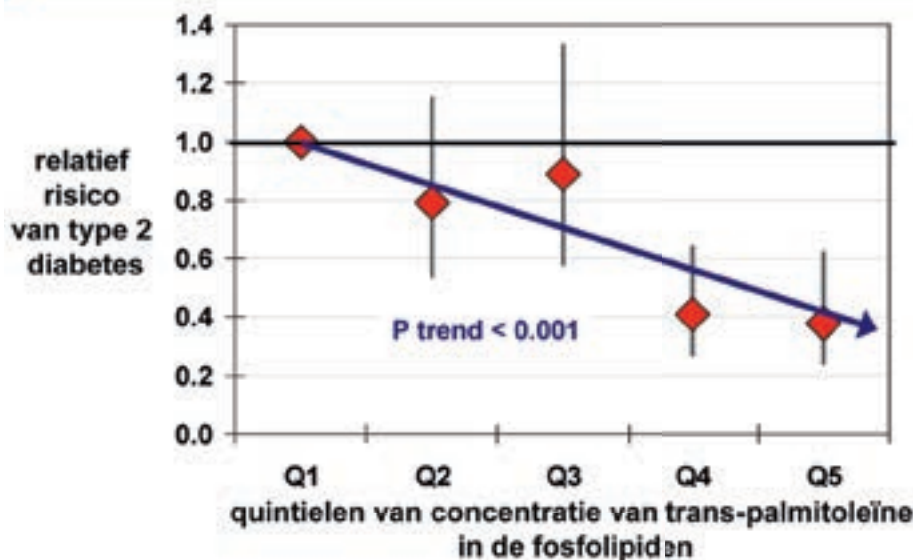 1.4
1.2
1.0
0.8
0.6
0.4
0.2
0.0
relatief
risico
van type 2
diabetes
P trend < 0.001
Q1 Q2 Q3 Q4 Q5
quintielen van concentratie van trans-palmitoleïne
in de fosfolipiden